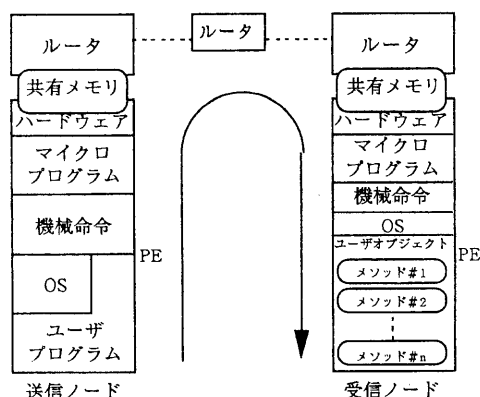 ルータ
共有メモリ
ハードウェア
マイクロ
プログラム
機械命令
OS
ユーザ
プログラム
PE
送信ノード
ルータ
ルータ
共有メモリ
ハードウェア
マイクロ
プログラム
機械命令
OS
ユーザオブジェクト
メソッド#1
メソッド#2
メソッド#n
PE
受信ノード